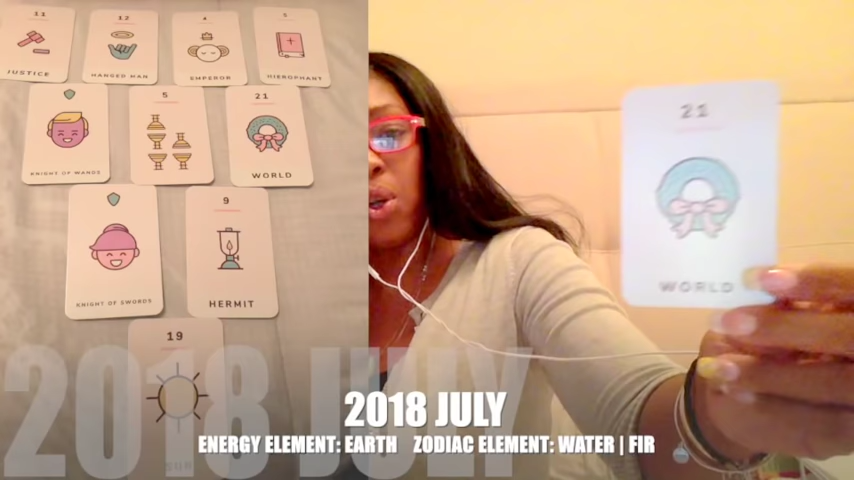 11
JUSTICE
12
HANGED MAN
4
EMPEROR
5
HIEROPHANT
KNIGHT OF WANDS
5
21
WORLD
KNIGHT OF SWORDS
9
HERMIT
19
SUN
21
WORLD
2018 JULY
2018 JULY
ENERGY ELEMENT: EARTH ZODIAC ELEMENT: WATER | FIR